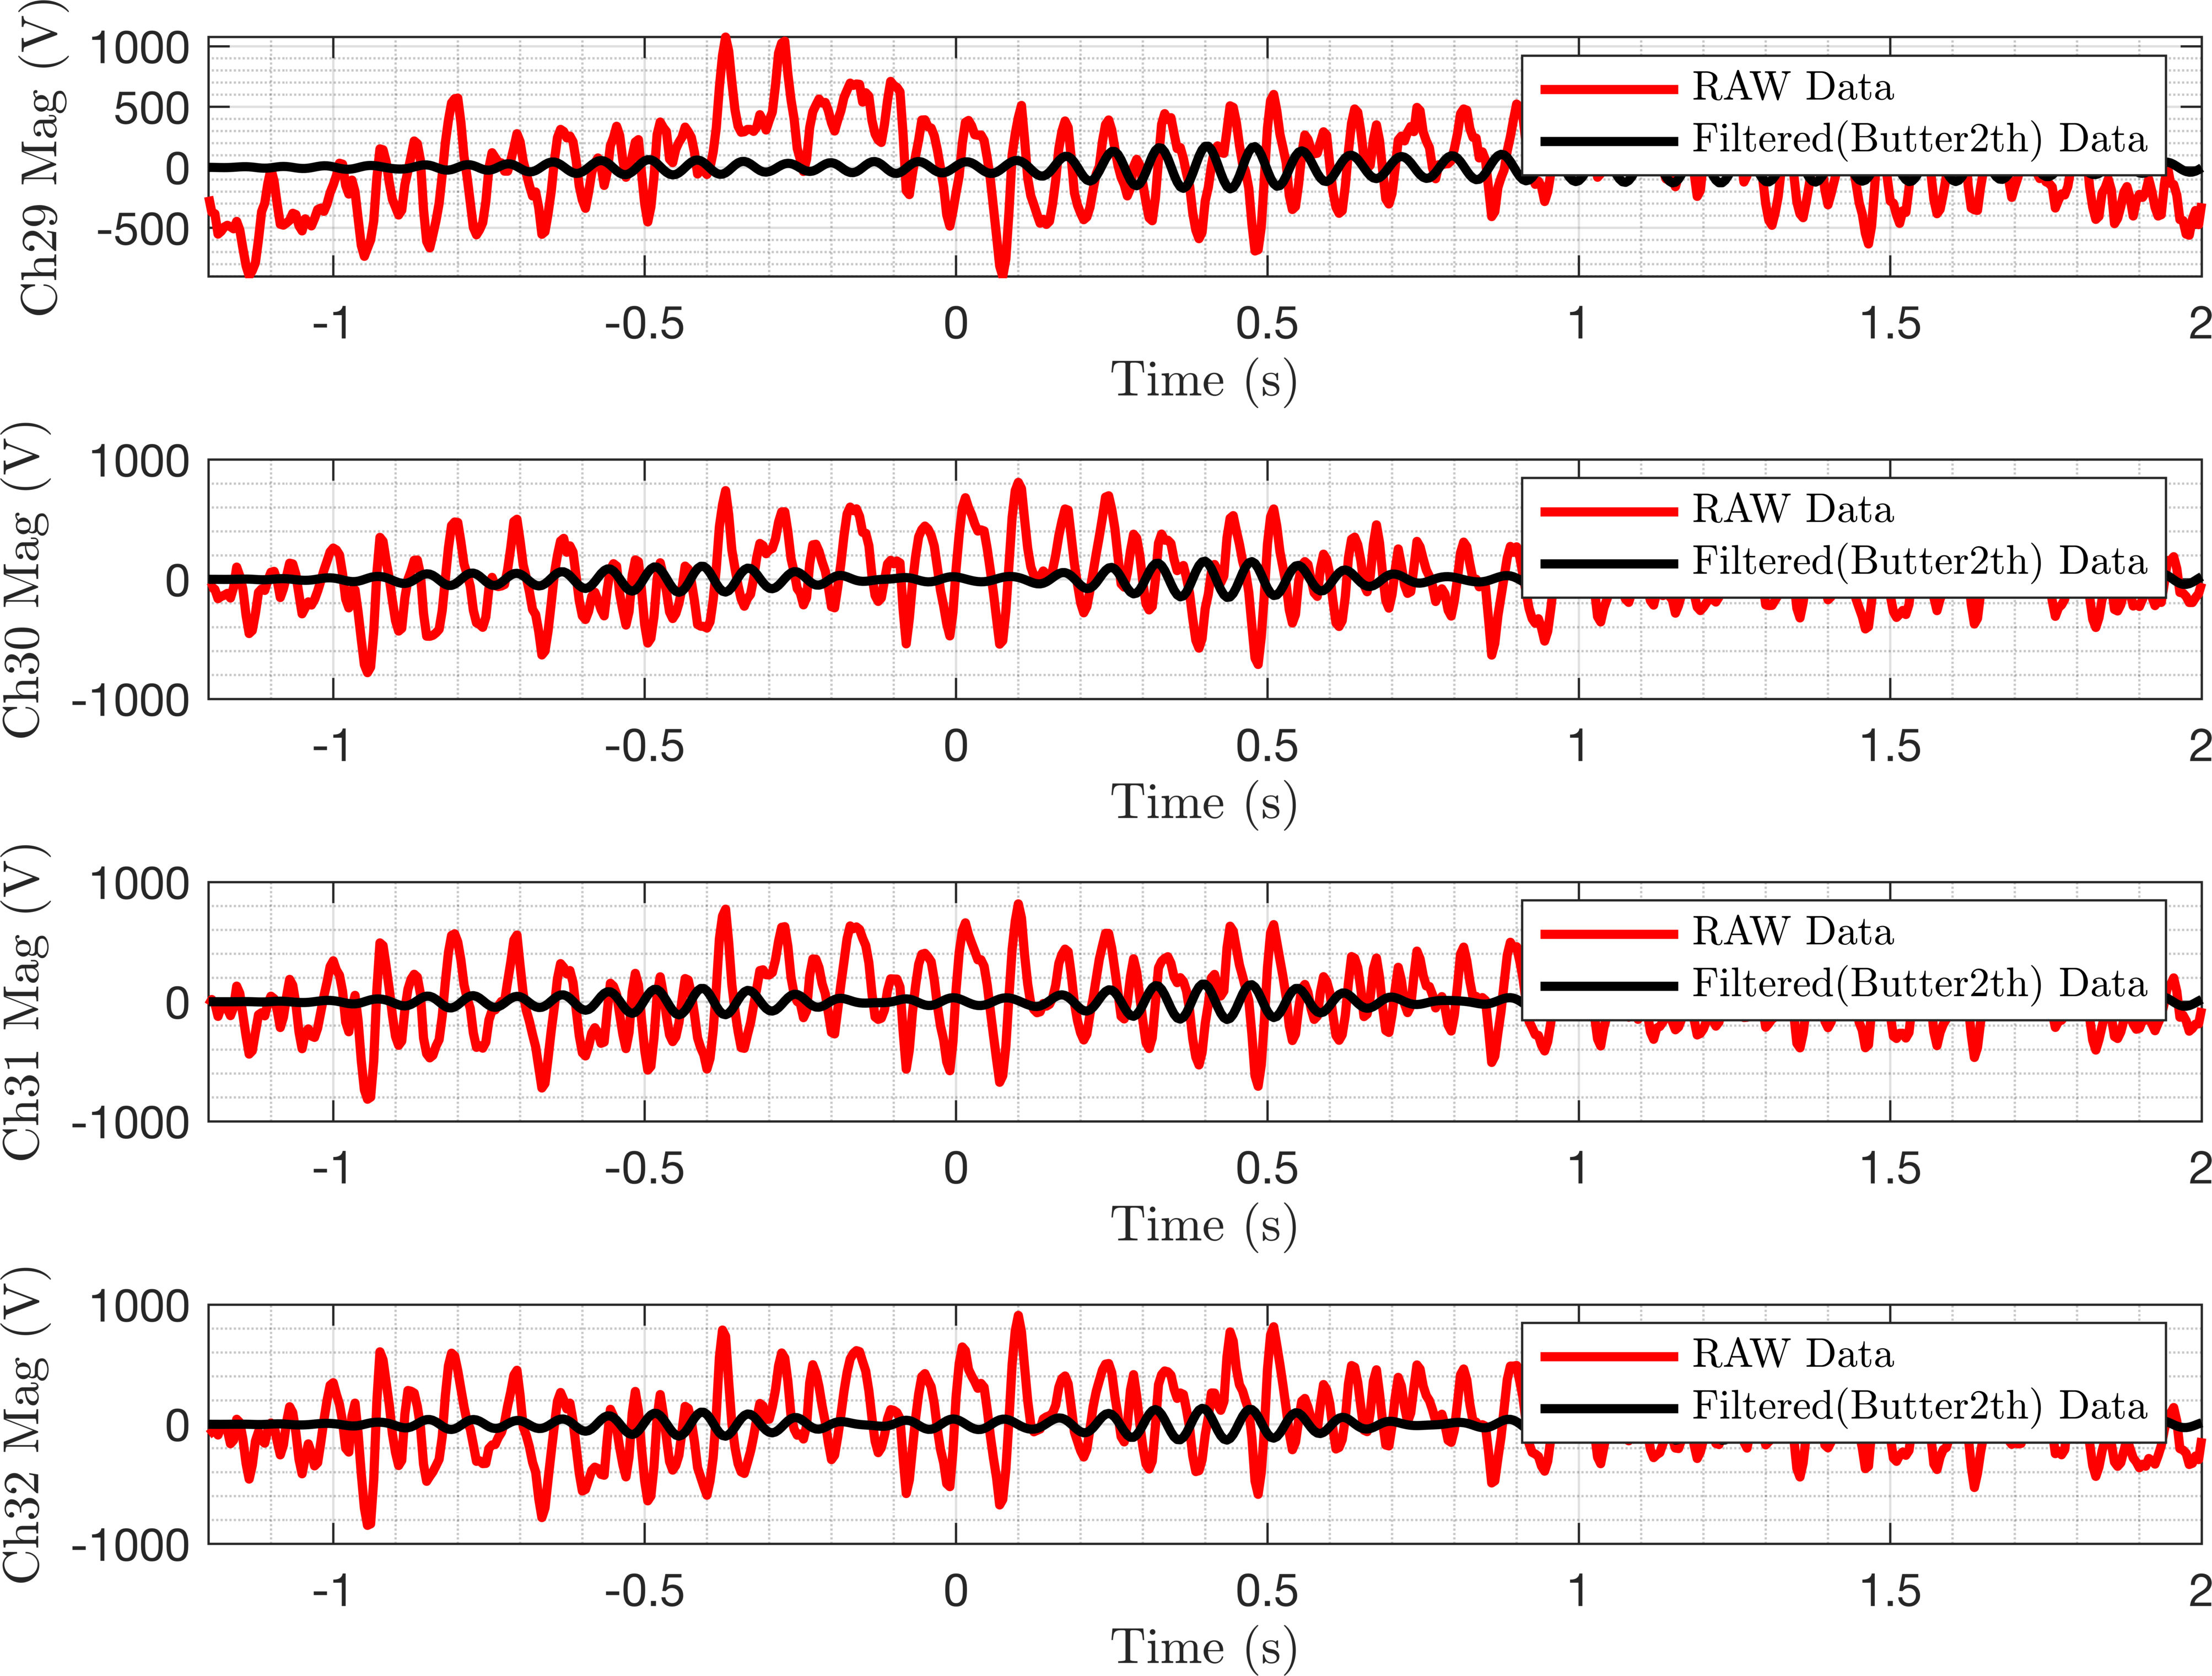 Ch29 Mag (V)
1000
500
0
-500
RAW Data
Filtered(Butter2th) Data
-1 -0.5 0 0.5 1 1.5 2
Time (s)
Ch30 Mag (V)
1000
0
-1000
RAW Data
Filtered(Butter2th) Data
-1 -0.5 0 0.5 1 1.5 2
Time (s)
Ch31 Mag (V)
1000
0
-1000
RAW Data
Filtered(Butter2th) Data
-1 -0.5 0 0.5 1 1.5 2
Time (s)
Ch32 Mag (V)
1000
0
-1000
RAW Data
Filtered(Butter2th) Data
-1 -0.5 0 0.5 1 1.5 2
Time (s)